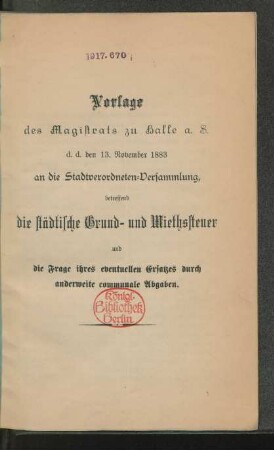 1917.670;
Vorlage
des Magistrats zu Halle a. S.
d. d. den 13. November 1883
an die Stadtverordneten-Versammlung,
betreffend
die städtische Grund- und Miethssteuer
und
die Frage ihres eventuellen Ersatzes durch
anderweite communale Abgaben.
Königl.
Bibliothek
Berlin